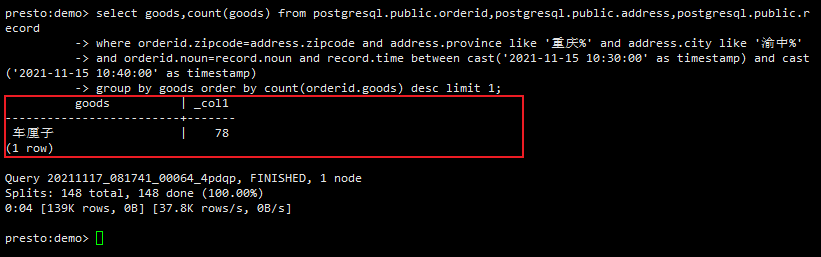 presto:demo> select goods,count(goods) from postgresql.public.orderid,postgresql.public.address,postgresql.public.r
ecord
-> where orderid.zipcode=address.zipcode and address.province like '重庆%' and address.city like '渝中%'
-> and orderid.noun=record.noun and record.time between cast('2021-11-15 10:30:00' as timestamp) and cast
('2021-11-15 10:40:00' as timestamp)
-> group by goods order by count(orderid.goods) desc limit 1;
goods | _col1
-------------------------+-------
车厘子 | 78
(1 row)
Query 20211117_081741_00064_4pdqp, FINISHED, 1 node
Splits: 148 total, 148 done (100.00%)
0:04 [139K rows, 0B] [37.8K rows/s, 0B/s]
presto:demo>